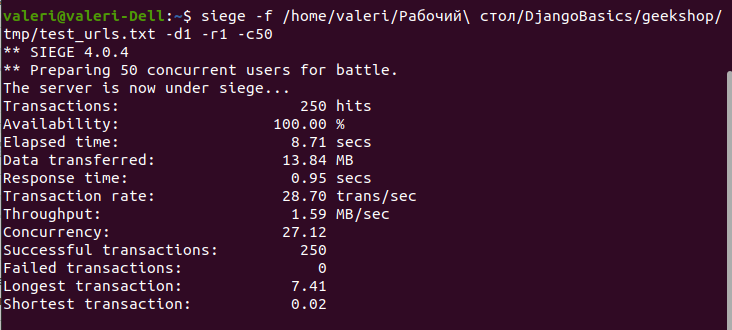 valeri@valeri-Dell:~$ siege -f /home/valeri/Рабочий\ стол/DjangoBasics/geekshop/
tmp/test_urls.txt -d1 -r1 -c50
** SIEGE 4.0.4
** Preparing 50 concurrent users for battle.
The server is now under siege...
Transactions: 250 hits
Availability: 100.00 %
Elapsed time: 8.71 secs
Data transferred: 13.84 MB
Response time: 0.95 secs
Transaction rate: 28.70 trans/sec
Throughput: 1.59 MB/sec
Concurrency: 27.12
Successful transactions: 250
Failed transactions: 0
Longest transaction: 7.41
Shortest transaction: 0.02